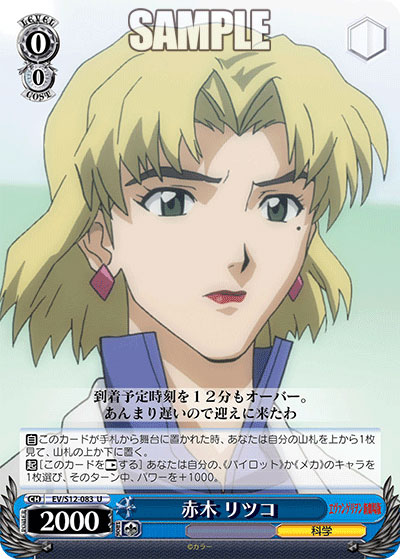 SAMPLE
LEVEL
0
0
COST
到着予定時刻を１２分もオーバー。
あんまり遅いので迎えに来たわ
自 このカードが手札から舞台に置かれた時、あなたは自分の山札を上から1枚
見て、山札の上か下に置く。
起 [このカードを する] あなたは自分の、《パイロット》か《メカ》のキャラを
1枚選び、そのターン中、パワーを＋1000。
CH EV/S12-083 U
POWER
2000
赤木 リツコ
ヱヴァンゲリヲン新劇場版
科学
©カラー